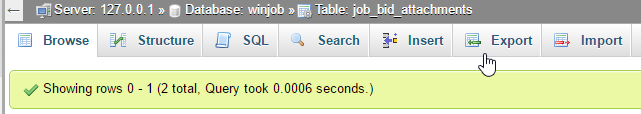 Server: 127.0.0.1 » Database: winjob » Table: job_bid_attachments
Browse Structure SQL Search Insert Export Import
Showing rows 0 - 1 (2 total, Query took 0.0006 seconds.)